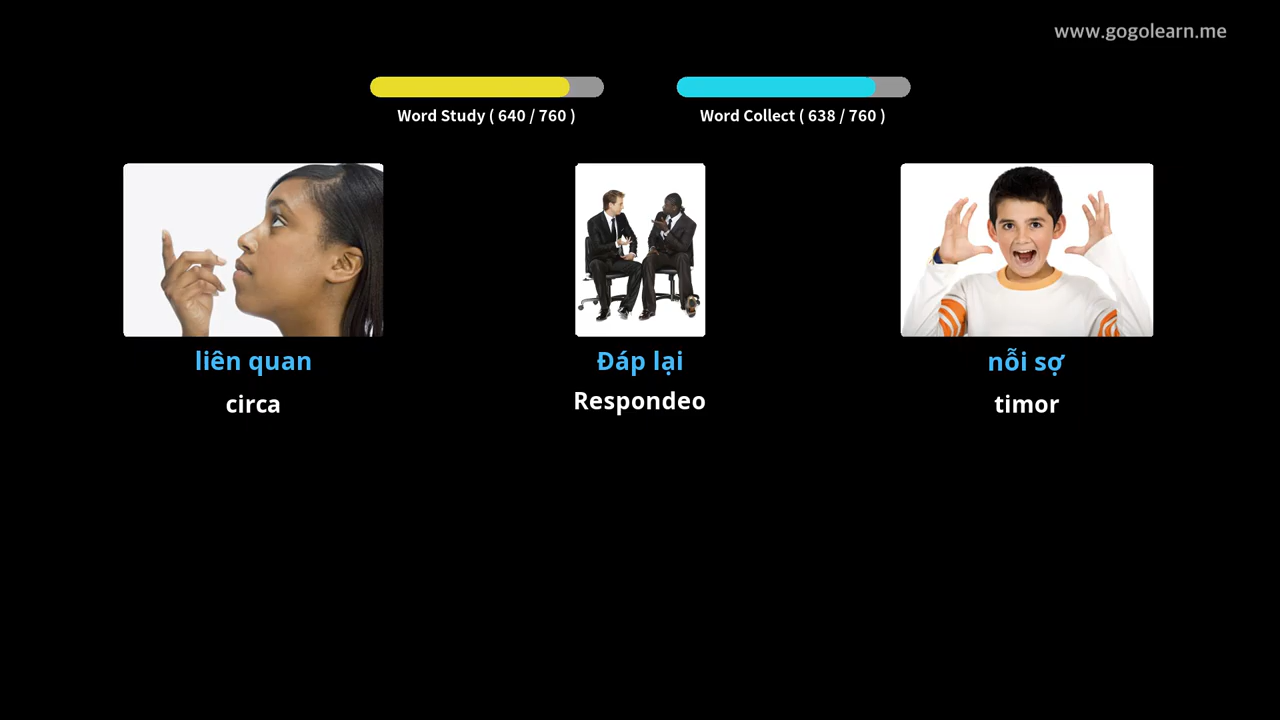 www.gogolearn.me
Word Study ( 640 / 760 )
Word Collect ( 638 / 760 )
liên quan
circa
Đáp lại
Respondeo
nỗi sợ
timor